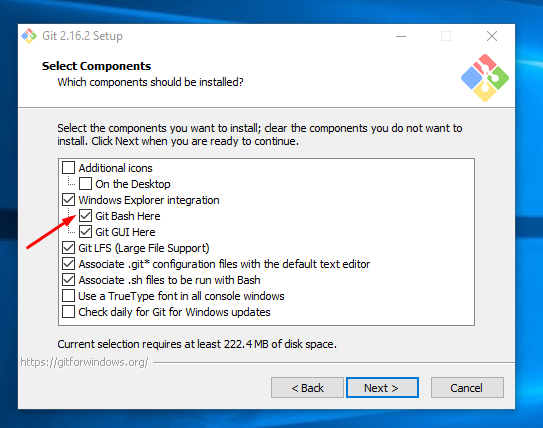 Git 2.16.2 Setup
Select Components
Which components should be installed?
Select the components you want to install; clear the components you do not want to
install. Click Next when you are ready to continue.
Additional icons
On the Desktop
Windows Explorer integration
Git Bash Here
Git GUI Here
Git LFS (Large File Support)
Associate .git* configuration files with the default text editor
Associate .sh files to be run with Bash
Use a TrueType font in all console windows
Check daily for Git for Windows updates
Current selection requires at least 222.4 MB of disk space.
https://gitforwindows.org/
< Back
Next >
Cancel